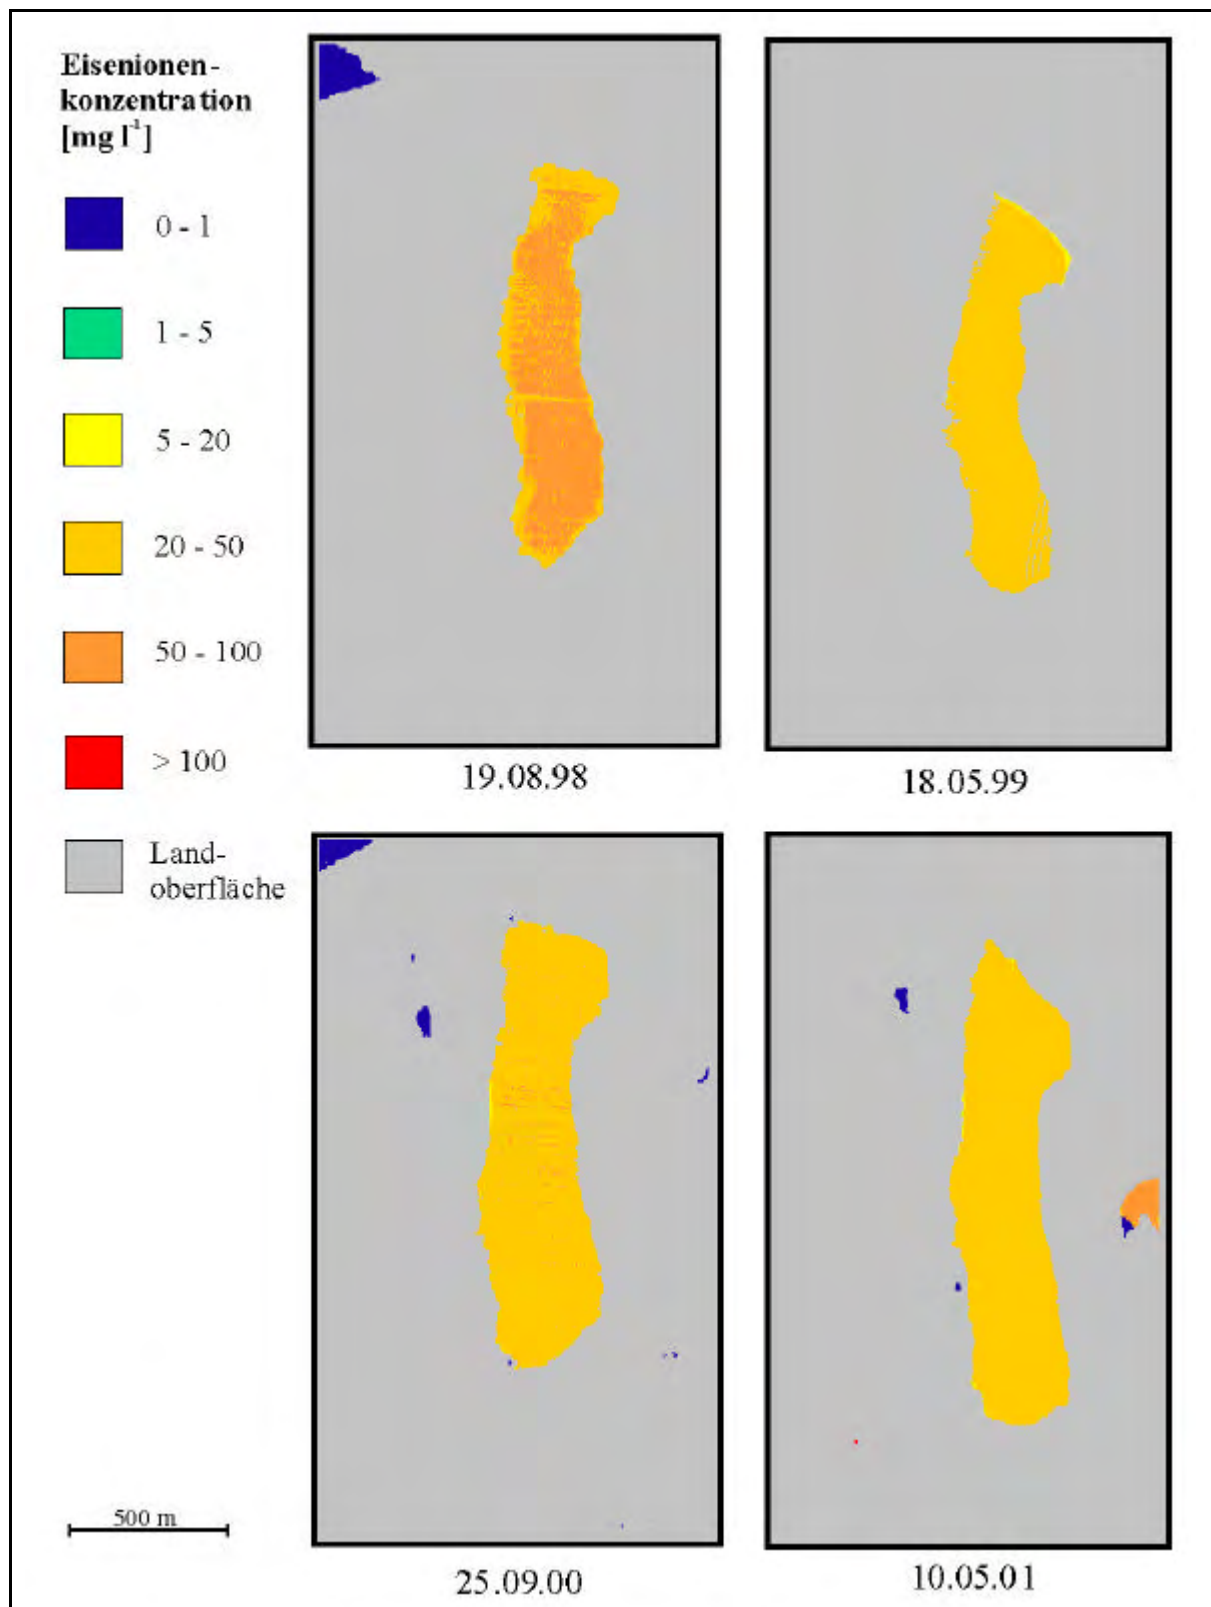 Eisenionen-
konzentration
[mg l⁻¹]
0 - 1
1 - 5
5 - 20
20 - 50
50 - 100
> 100
Land-
oberfläche
500 m
19.08.98
18.05.99
25.09.00
10.05.01